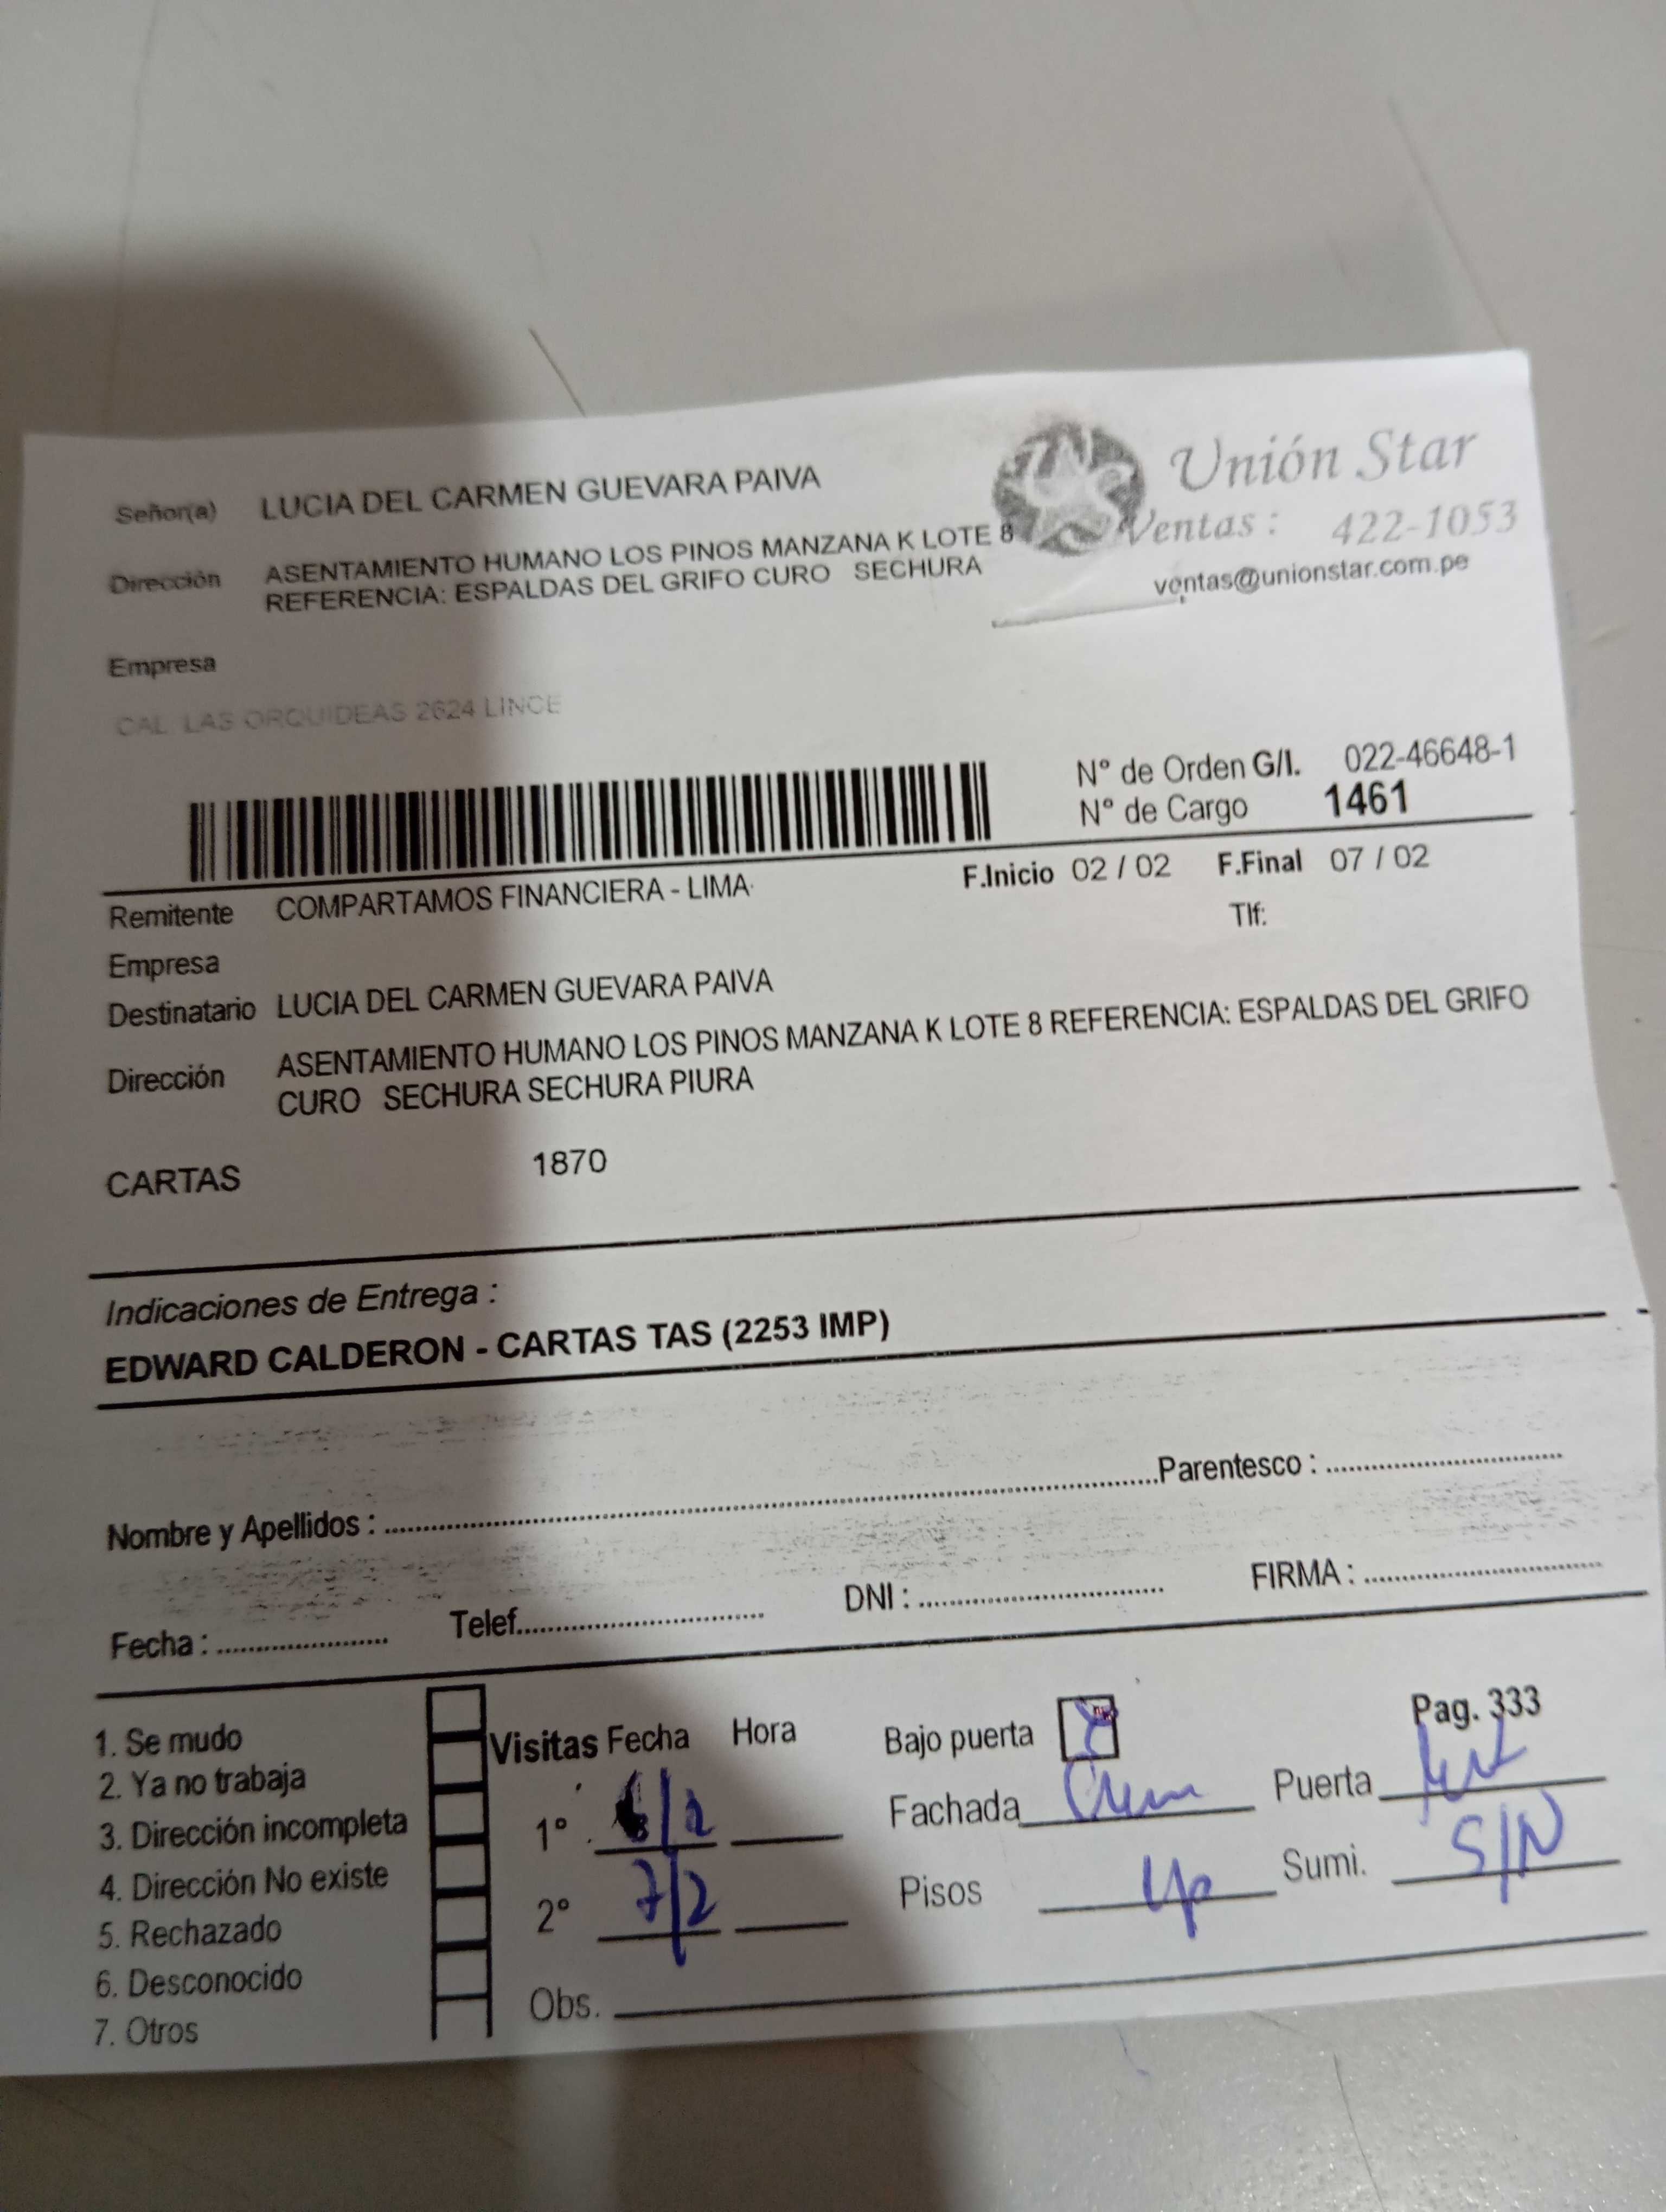 Señor(a) LUCIA DEL CARMEN GUEVARA PAIVA
Unión Star
Ventas : 422-1053
ventas@unionstar.com.pe
Dirección ASENTAMIENTO HUMANO LOS PINOS MANZANA K LOTE 8
REFERENCIA: ESPALDAS DEL GRIFO CURO SECHURA
Empresa
CAL LAS ORQUIDEAS 2624 LINCE
N° de Orden G/I. 022-46648-1
N° de Cargo 1461
Remitente COMPARTAMOS FINANCIERA - LIMA F.Inicio 02 / 02 F.Final 07 / 02
Empresa Tlf:
Destinatario LUCIA DEL CARMEN GUEVARA PAIVA
Dirección ASENTAMIENTO HUMANO LOS PINOS MANZANA K LOTE 8 REFERENCIA: ESPALDAS DEL GRIFO
CURO SECHURA SECHURA PIURA
CARTAS 1870
Indicaciones de Entrega :
EDWARD CALDERON - CARTAS TAS (2253 IMP)
Nombre y Apellidos : Parentesco :
Fecha : Telef. DNI : FIRMA :
1. Se mudo
2. Ya no trabaja
3. Dirección incompleta
4. Dirección No existe
5. Rechazado
6. Desconocido
7. Otros
Visitas Fecha Hora
1°
2° 7/2
Obs.
Bajo puerta
Pag. 333
Fachada Crem Puerta
Pisos 1p Sumi. S/N